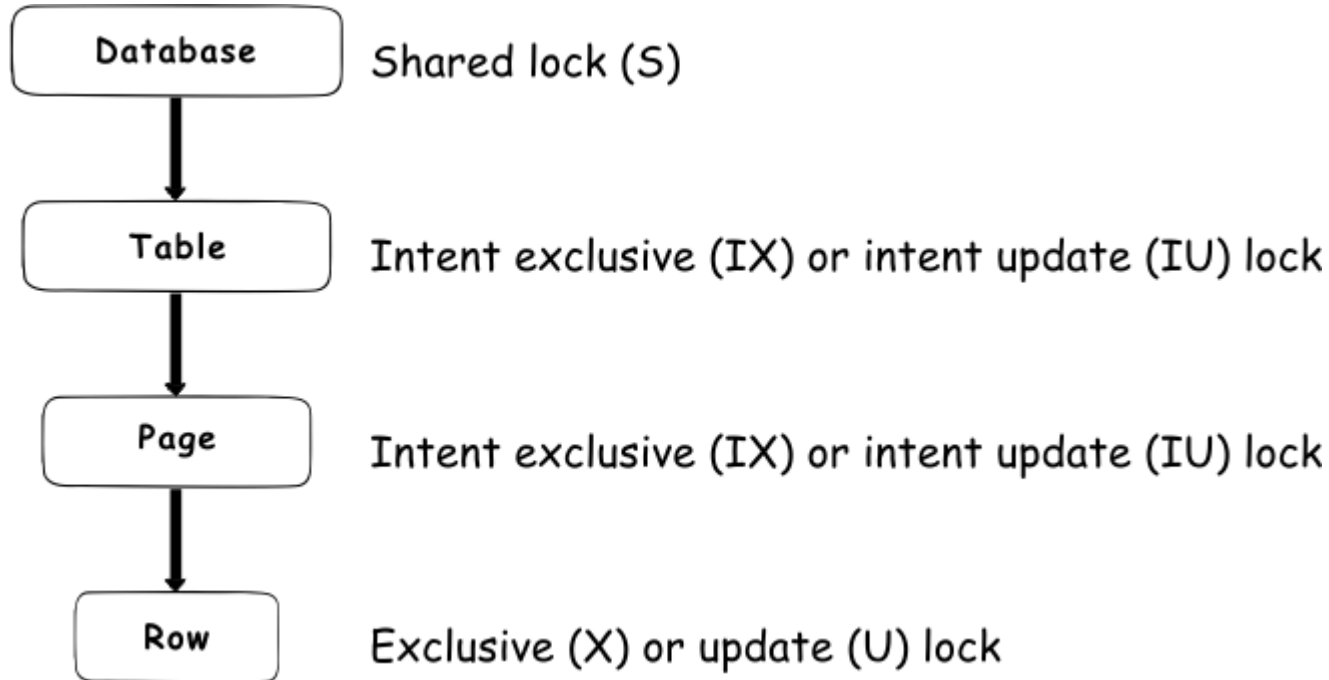 Database
Shared lock (S)
Table
Intent exclusive (IX) or intent update (IU) lock
Page
Intent exclusive (IX) or intent update (IU) lock
Row
Exclusive (X) or update (U) lock